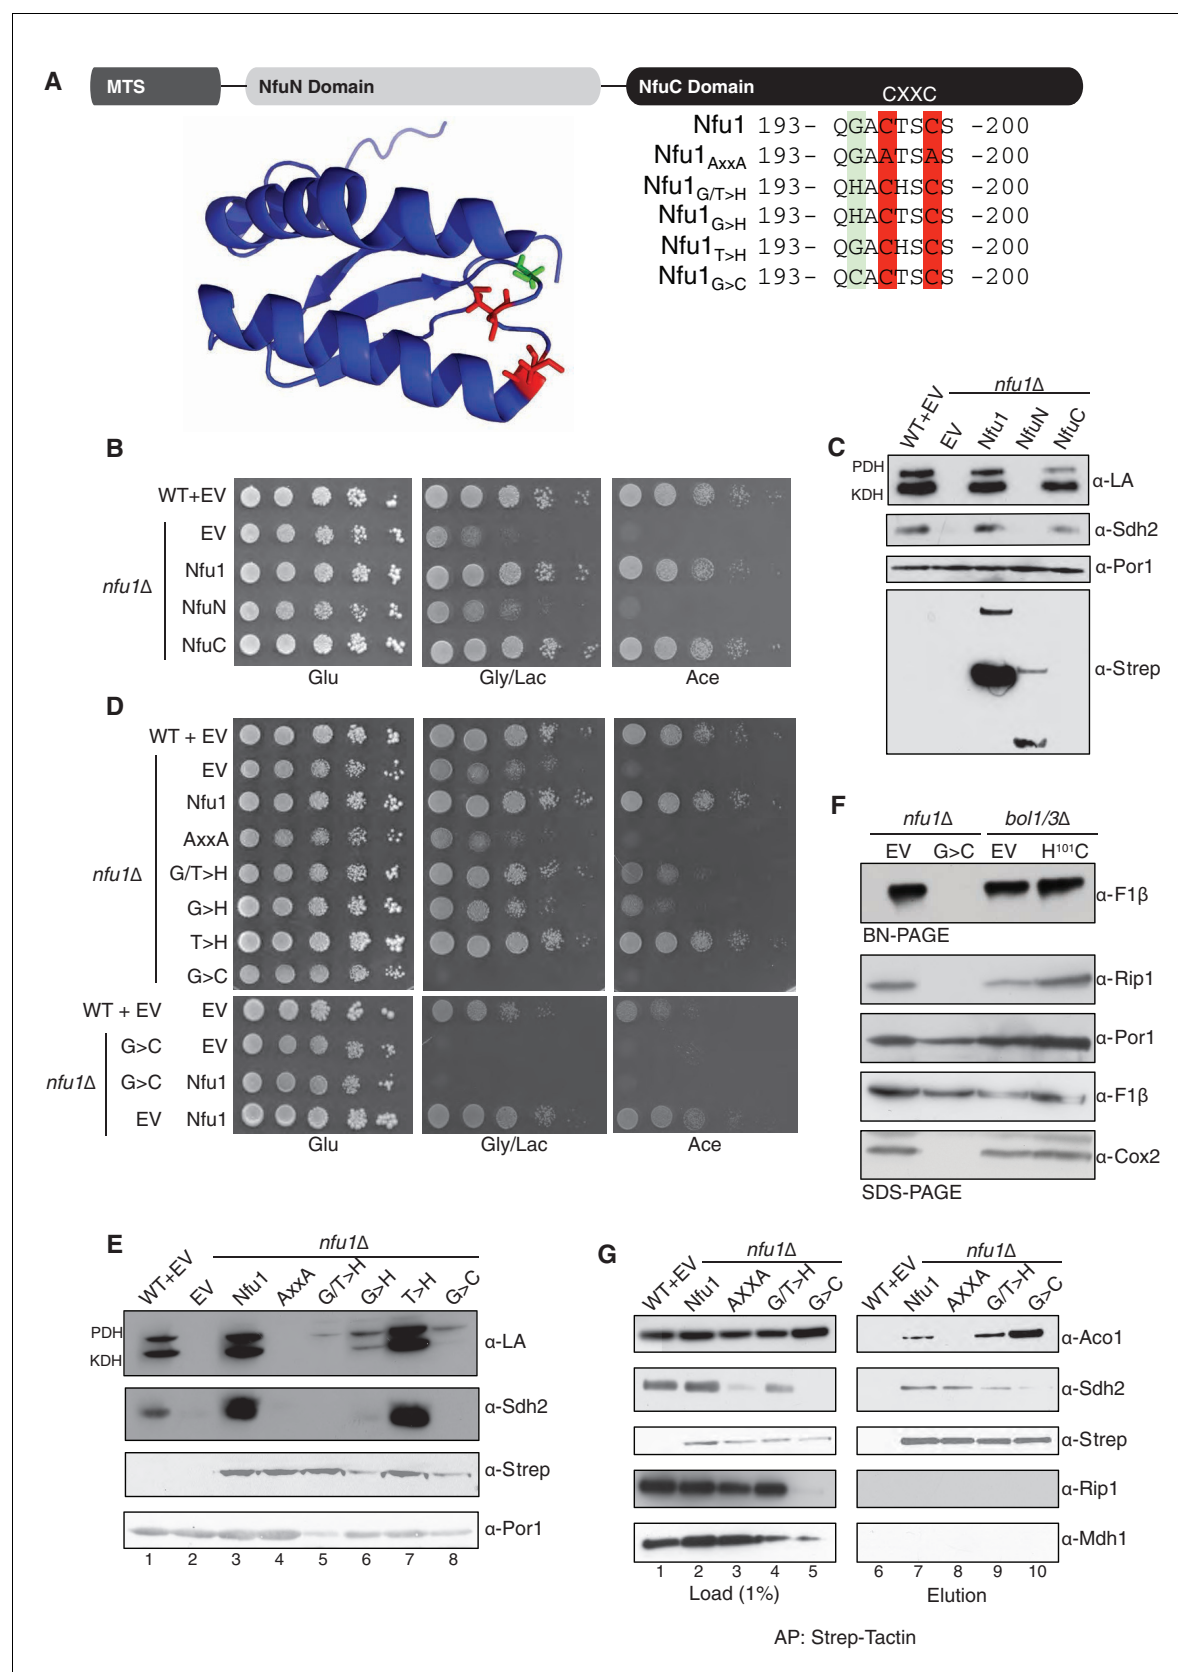 A
MTS
NfuN Domain
NfuC Domain
CXXC
Nfu1 193- QGACTSCS -200
Nfu1AxxA 193- QGAATSAS -200
Nfu1G/T>H 193- QHACHSCS -200
Nfu1G>H 193- QHACTSCS -200
Nfu1T>H 193- QGACHSCS -200
Nfu1G>C 193- QCACTSCS -200
B
WT+EV
nfu1Δ
EV
Nfu1
NfuN
NfuC
Glu
Gly/Lac
Ace
C
nfu1Δ
WT+EV
EV
Nfu1
NfuN
NfuC
PDH
KDH
α-LA
α-Sdh2
α-Por1
α-Strep
D
WT + EV
nfu1Δ
EV
Nfu1
AxxA
G/T>H
G>H
T>H
G>C
WT + EV EV
nfu1Δ
G>C EV
G>C Nfu1
EV Nfu1
Glu
Gly/Lac
Ace
F
nfu1Δ bol1/3Δ
EV G>C EV H101C
α-F1β
BN-PAGE
α-Rip1
α-Por1
α-F1β
α-Cox2
SDS-PAGE
E
nfu1Δ
WT+EV
EV
Nfu1
AxxA
G/T>H
G>H
T>H
G>C
PDH
KDH
α-LA
α-Sdh2
α-Strep
α-Por1
1 2 3 4 5 6 7 8
G
nfu1Δ nfu1Δ
WT+EV Nfu1 AXXA G/T>H G>C
WT+EV Nfu1 AXXA G/T>H G>C
α-Aco1
α-Sdh2
α-Strep
α-Rip1
α-Mdh1
1 2 3 4 5 6 7 8 9 10
Load (1%) Elution
AP: Strep-Tactin